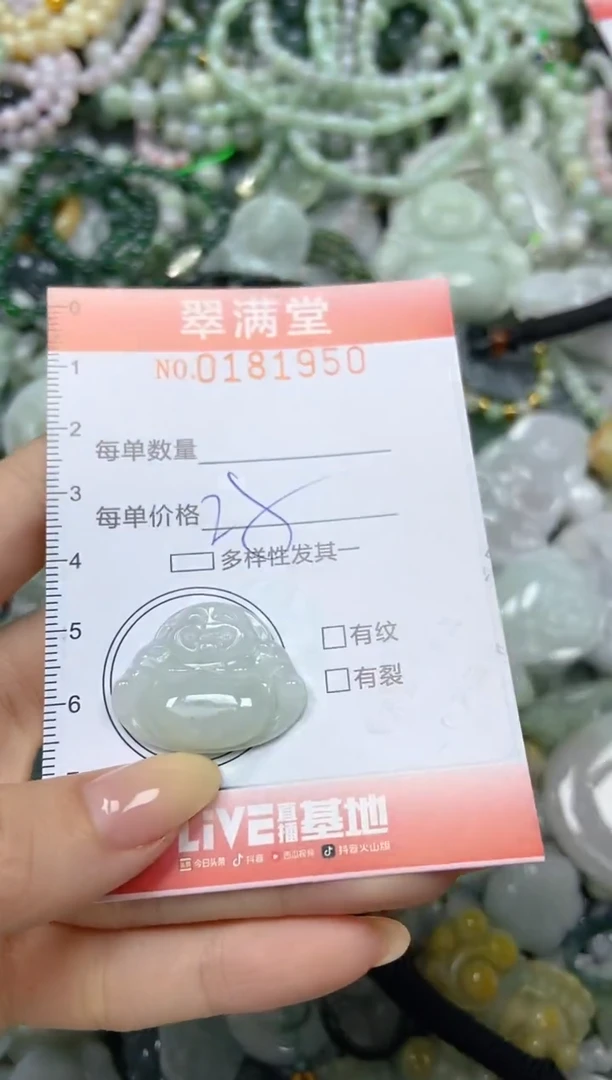 翠满堂
NO.0181950
0
1
2
3
4
5
6
每单数量
每单价格 28
多样性发其一
有纹
有裂
LIVE直播基地
今日头条 抖音 西瓜视频 抖音火山版